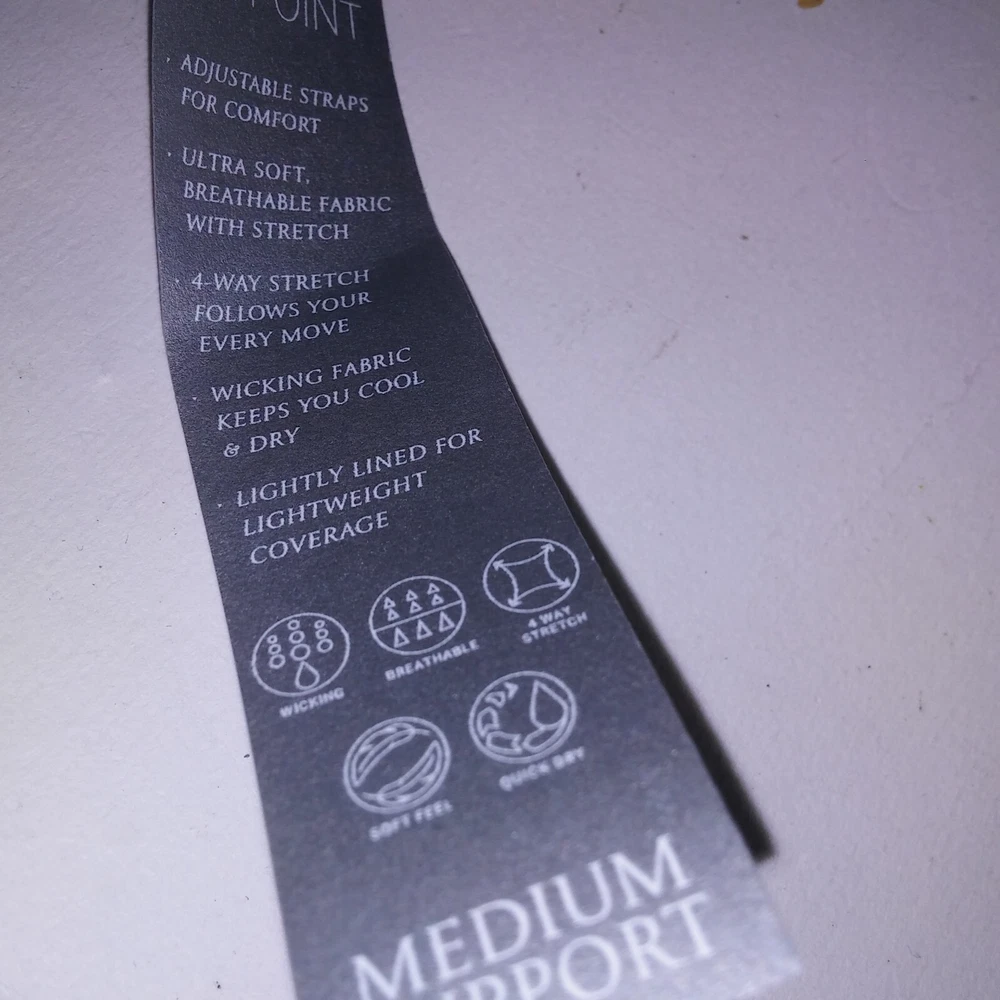 POINT
· ADJUSTABLE STRAPS
FOR COMFORT
· ULTRA SOFT,
BREATHABLE FABRIC
WITH STRETCH
· 4-WAY STRETCH
FOLLOWS YOUR
EVERY MOVE
· WICKING FABRIC
KEEPS YOU COOL
& DRY
· LIGHTLY LINED FOR
LIGHTWEIGHT
COVERAGE
WICKING
BREATHABLE
4 WAY
STRETCH
SOFT FEEL
QUICK DRY
MEDIUM
SUPPORT